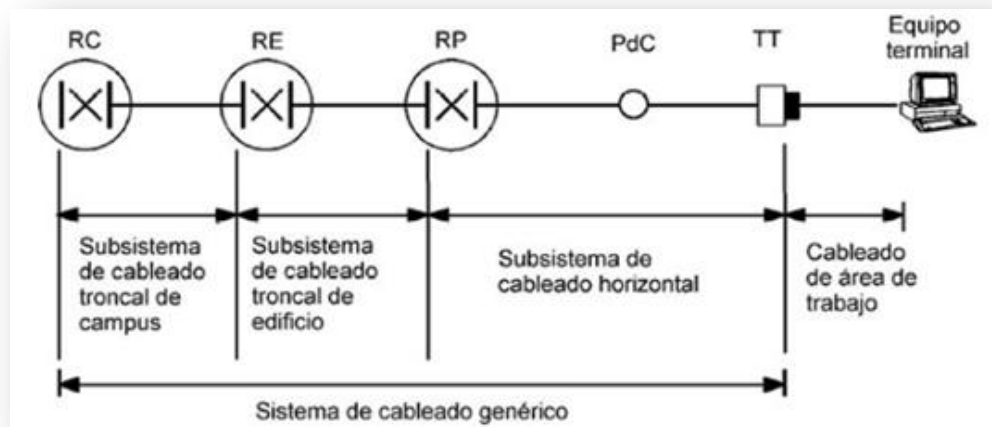 RC
RE
RP
PdC
TT
Equipo
terminal
Subsistema
de cableado
troncal de
campus
Subsistema
de cableado
troncal de
edificio
Subsistema de
cableado horizontal
Cableado
de área de
trabajo
Sistema de cableado genérico